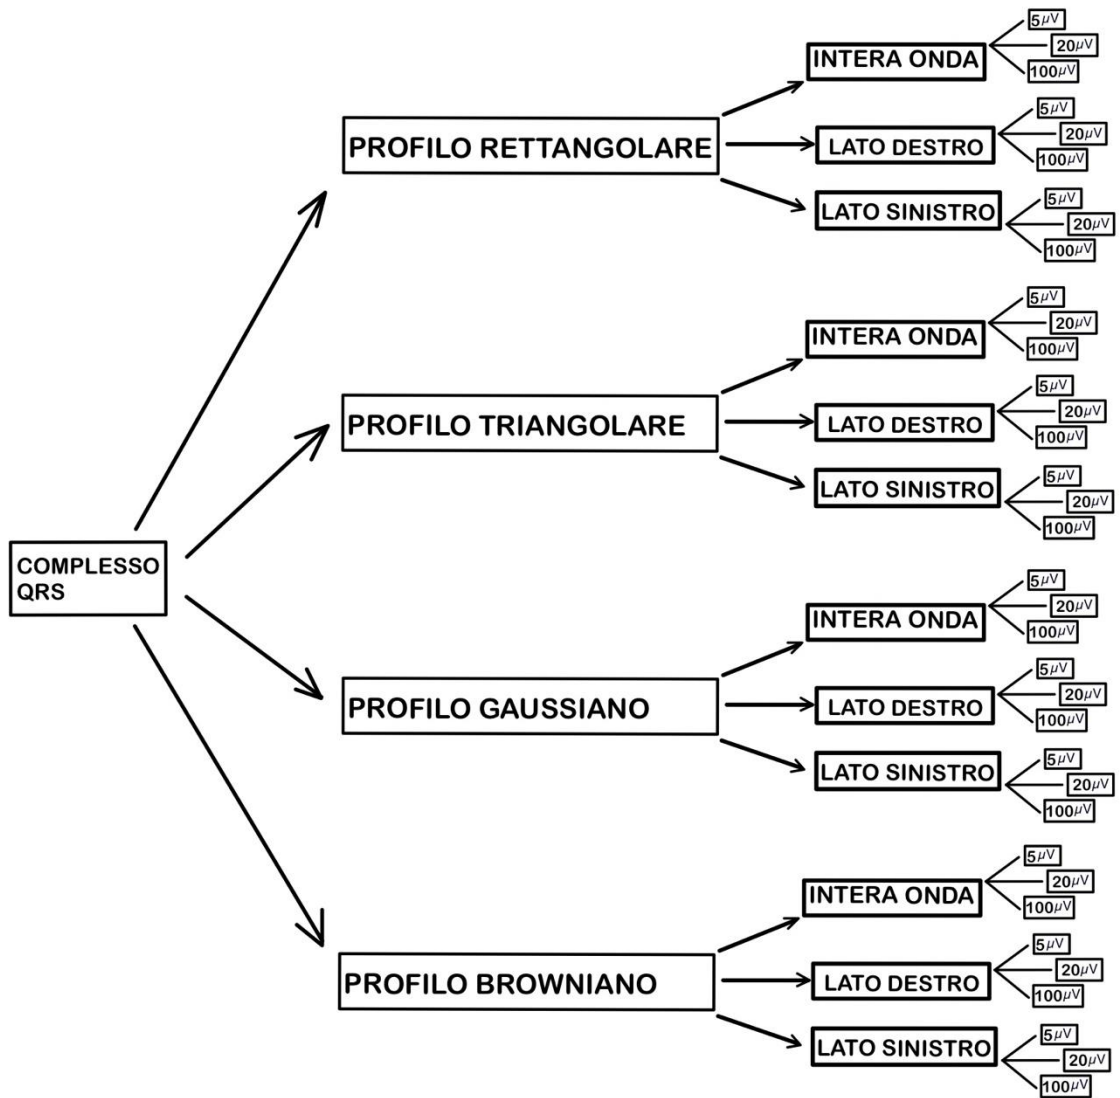 COMPLESSO
QRS
PROFILO RETTANGOLARE
INTERA ONDA
5μV
20μV
100μV
LATO DESTRO
5μV
20μV
100μV
LATO SINISTRO
5μV
20μV
100μV
PROFILO TRIANGOLARE
INTERA ONDA
5μV
20μV
100μV
LATO DESTRO
5μV
20μV
100μV
LATO SINISTRO
5μV
20μV
100μV
PROFILO GAUSSIANO
INTERA ONDA
5μV
20μV
100μV
LATO DESTRO
5μV
20μV
100μV
LATO SINISTRO
5μV
20μV
100μV
PROFILO BROWNIANO
INTERA ONDA
5μV
20μV
100μV
LATO DESTRO
5μV
20μV
100μV
LATO SINISTRO
5μV
20μV
100μV